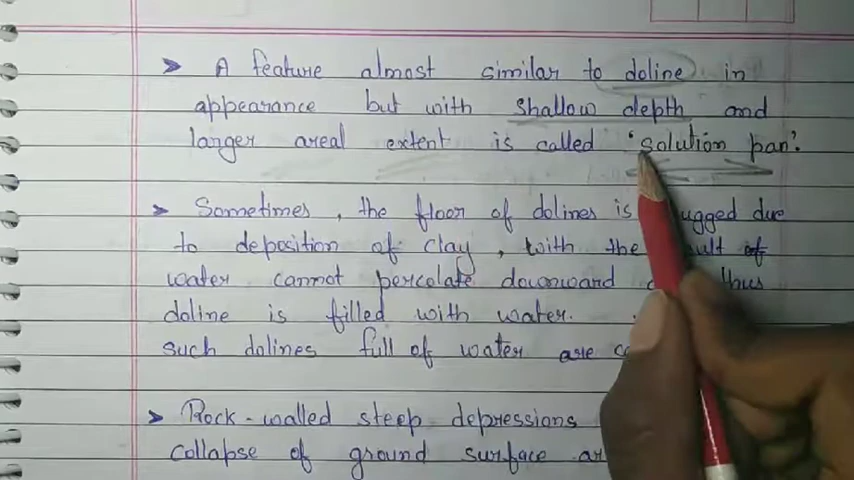 ➤ A feature almost similar to doline in
appearance but with shallow depth and
larger areal extent is called 'solution pan'.
➤ Sometimes, the floor of dolines is due
to deposition of clay, with the of
water cannot percolate downward thus
doline is filled with water.
such dolines full of water are
➤ Rock-walled steep depressions
collapse of ground surface